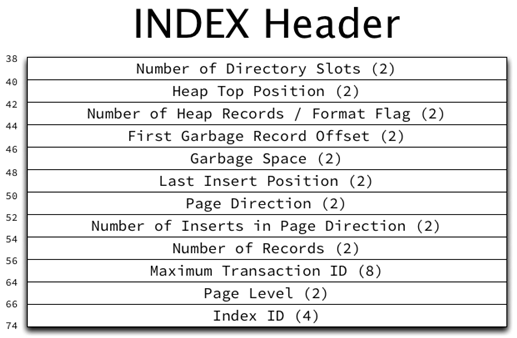 INDEX Header
38
Number of Directory Slots (2)
40
Heap Top Position (2)
42
Number of Heap Records / Format Flag (2)
44
First Garbage Record Offset (2)
46
Garbage Space (2)
48
Last Insert Position (2)
50
Page Direction (2)
52
Number of Inserts in Page Direction (2)
54
Number of Records (2)
56
Maximum Transaction ID (8)
64
Page Level (2)
66
Index ID (4)
74